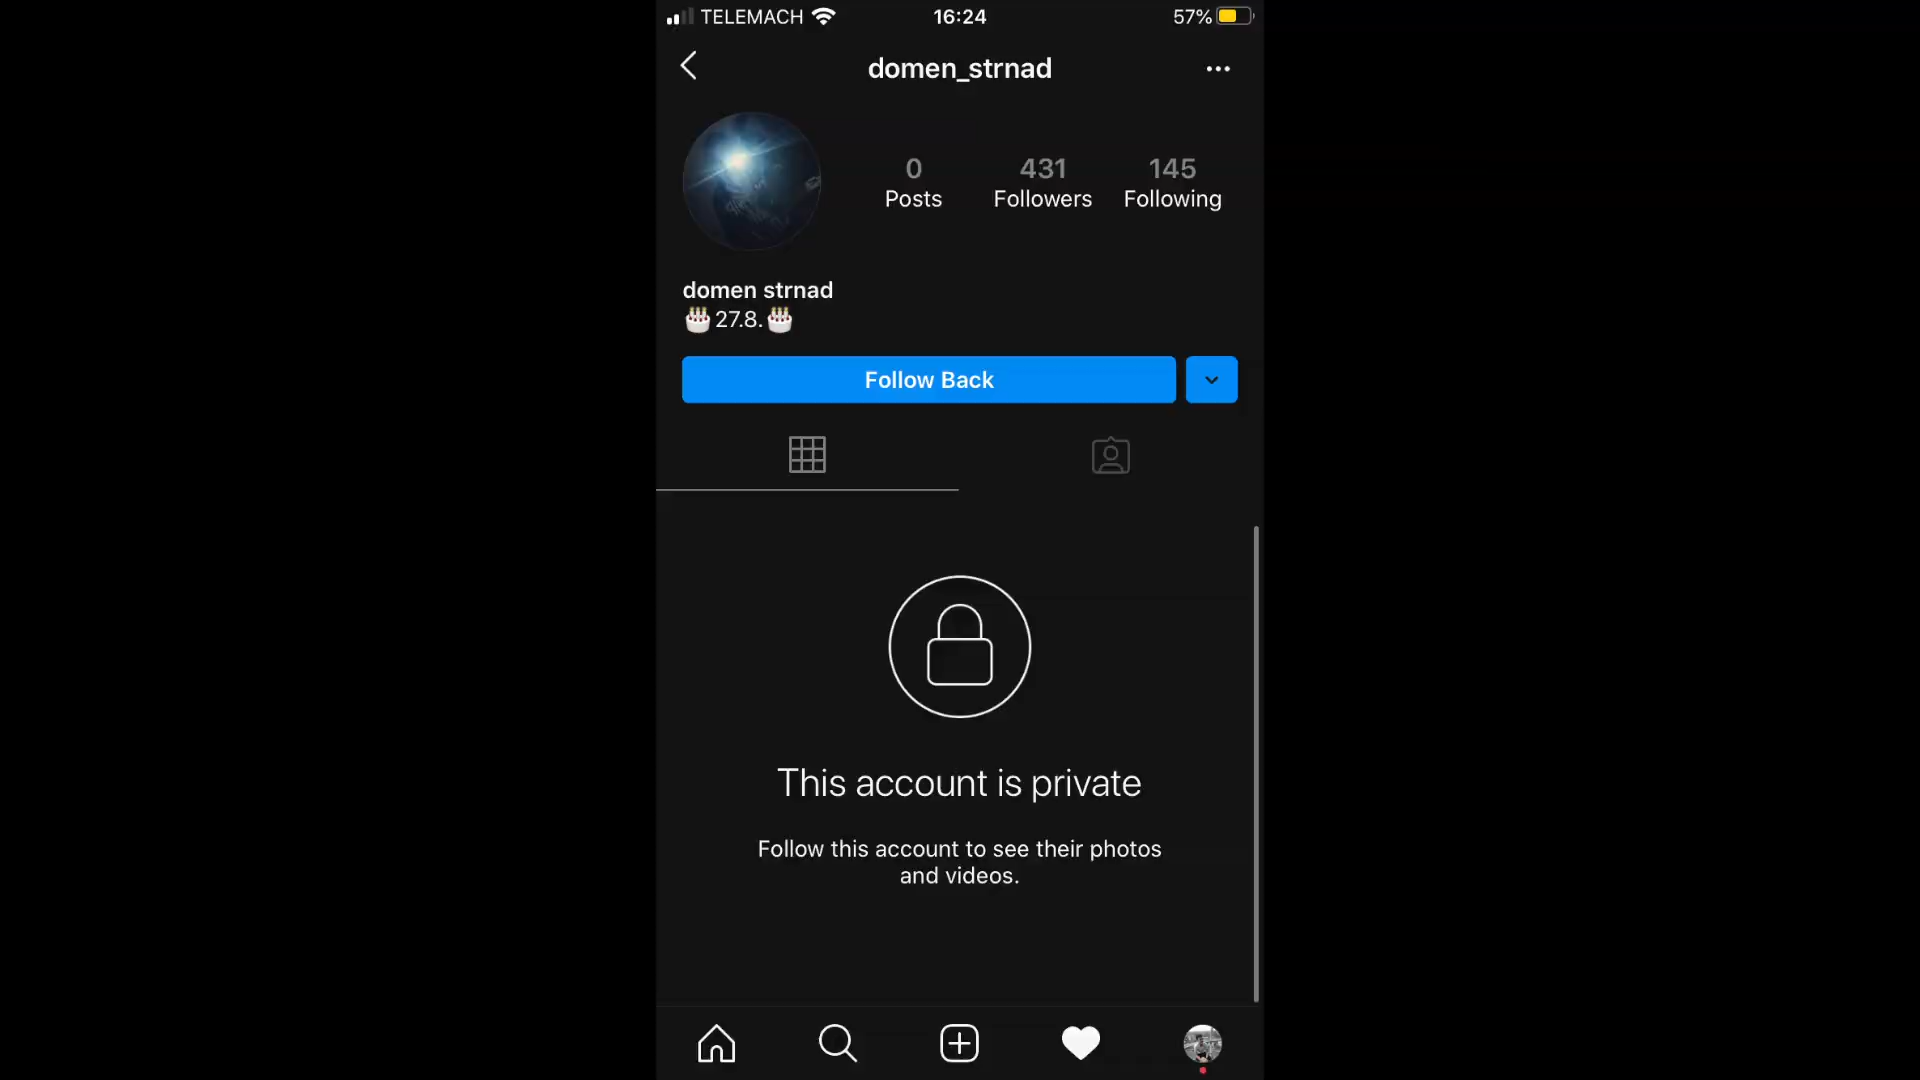 TELEMACH 16:24 57%
domen_strnad
0 431 145
Posts Followers Following
domen strnad
🎂27.8.🎂
Follow Back
This account is private
Follow this account to see their photos
and videos.